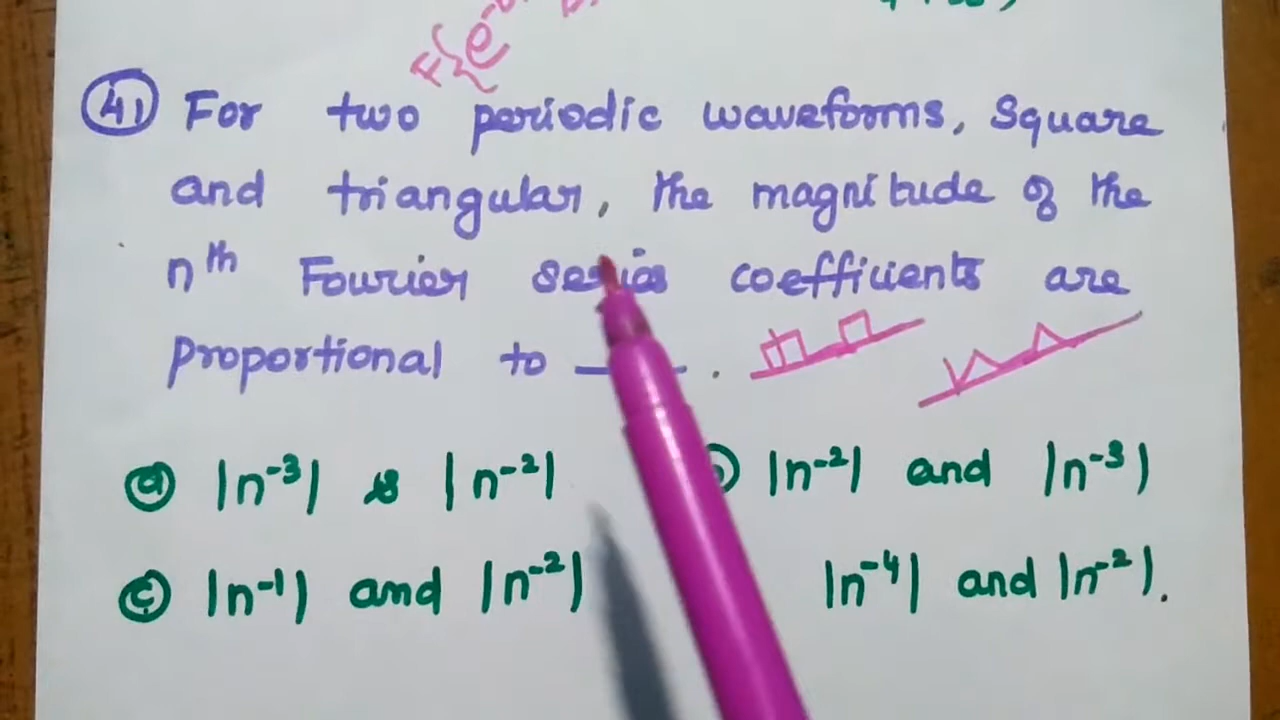 F{e
41 For two periodic waveforms, square
and triangular, the magnitude of the
nth Fourier series coefficients are
proportional to ____.
a |n⁻³| & |n⁻²| |n⁻²| and |n⁻³|
c |n⁻¹| and |n⁻²| |n⁻⁴| and |n⁻²|.